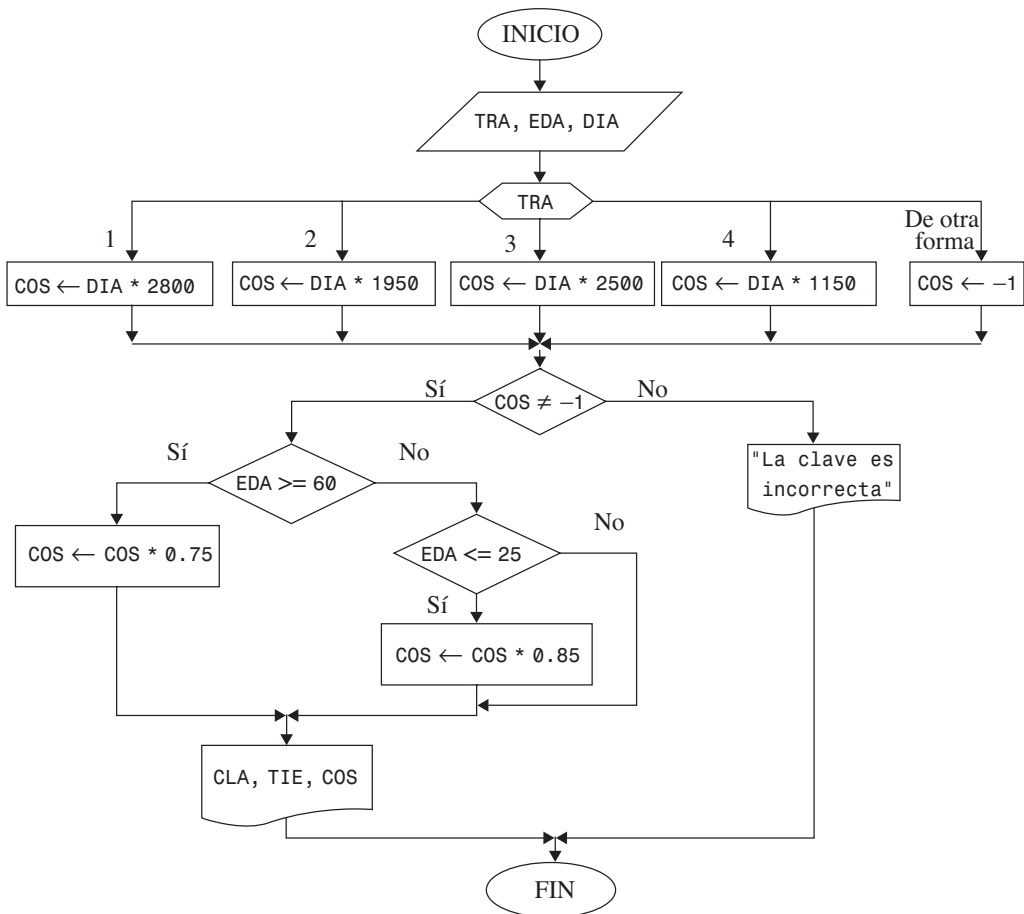 INICIO
TRA, EDA, DIA
TRA
1
2
3
4
De otra
forma
COS ← DIA * 2800
COS ← DIA * 1950
COS ← DIA * 2500
COS ← DIA * 1150
COS ← −1
Sí
COS ≠ −1
No
Sí
EDA >= 60
No
"La clave es
incorrecta"
COS ← COS * 0.75
EDA <= 25
No
Sí
COS ← COS * 0.85
CLA, TIE, COS
FIN